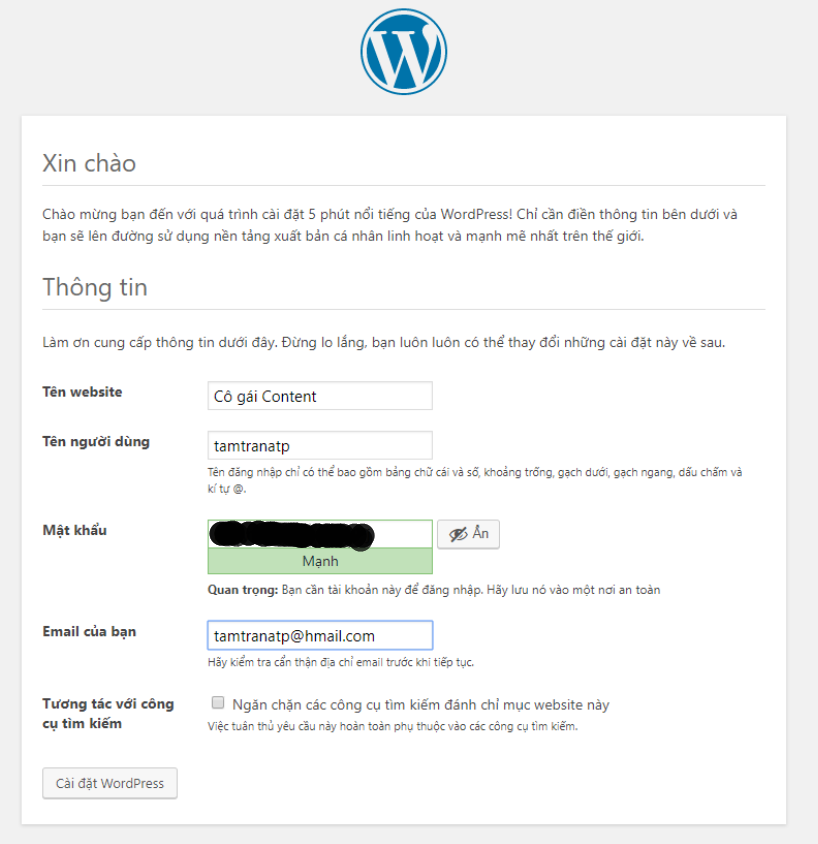 Xin chào
Chào mừng bạn đến với quá trình cài đặt 5 phút nổi tiếng của WordPress! Chỉ cần điền thông tin bên dưới và
bạn sẽ lên đường sử dụng nền tảng xuất bản cá nhân linh hoạt và mạnh mẽ nhất trên thế giới.
Thông tin
Làm ơn cung cấp thông tin dưới đây. Đừng lo lắng, bạn luôn luôn có thể thay đổi những cài đặt này về sau.
Tên website
Cô gái Content
Tên người dùng
tamtranatp
Tên đăng nhập chỉ có thể bao gồm bảng chữ cái và số, khoảng trống, gạch dưới, gạch ngang, dấu chấm và
kí tự @.
Mật khẩu
Ẩn
Mạnh
Quan trọng: Bạn cần tài khoản này để đăng nhập. Hãy lưu nó vào một nơi an toàn
Email của bạn
tamtranatp@hmail.com
Hãy kiểm tra cẩn thận địa chỉ email trước khi tiếp tục.
Tương tác với công
cụ tìm kiếm
Ngăn chặn các công cụ tìm kiếm đánh chỉ mục website này
Việc tuân thủ yêu cầu này hoàn toàn phụ thuộc vào các công cụ tìm kiếm.
Cài đặt WordPress